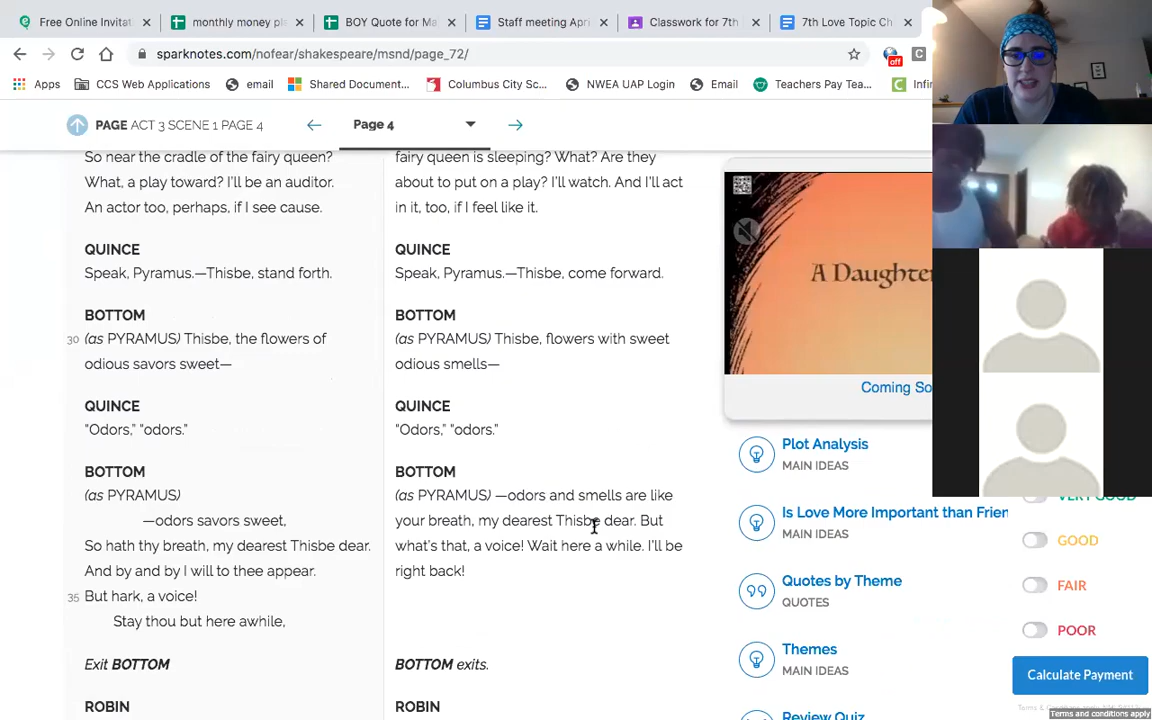 Free Online Invitat
monthly money pl
BOY Quote for Ma
Staff meeting Apri
Classwork for 7th
7th Love Topic Ch
sparknotes.com/nofear/shakespeare/msnd/page_72/
off
C
Apps
CCS Web Applications
email
Shared Document...
Columbus City Sc...
NWEA UAP Login
Email
Teachers Pay Tea...
Infin
PAGE ACT 3 SCENE 1 PAGE 4
Page 4
So near the cradle of the fairy queen?
What, a play toward? I'll be an auditor.
An actor too, perhaps, if I see cause.
QUINCE
Speak, Pyramus.—Thisbe, stand forth.
BOTTOM
30 (as PYRAMUS) Thisbe, the flowers of
odious savors sweet—
QUINCE
"Odors," "odors."
BOTTOM
(as PYRAMUS)
—odors savors sweet,
So hath thy breath, my dearest Thisbe dear.
And by and by I will to thee appear.
35 But hark, a voice!
Stay thou but here awhile,
Exit BOTTOM
ROBIN
fairy queen is sleeping? What? Are they
about to put on a play? I'll watch. And I'll act
in it, too, if I feel like it.
QUINCE
Speak, Pyramus.—Thisbe, come forward.
BOTTOM
(as PYRAMUS) Thisbe, flowers with sweet
odious smells—
QUINCE
"Odors," "odors."
BOTTOM
(as PYRAMUS) —odors and smells are like
your breath, my dearest Thisbe dear. But
what's that, a voice! Wait here a while. I'll be
right back!
BOTTOM exits.
ROBIN
A Daughter
Coming So
Plot Analysis
MAIN IDEAS
Is Love More Important than Frien
MAIN IDEAS
Quotes by Theme
QUOTES
Themes
MAIN IDEAS
Review Quiz
VERY GOOD
GOOD
FAIR
POOR
Calculate Payment
Terms and conditions apply